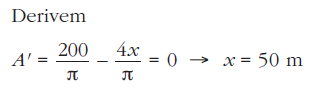 Derivem
A' = 200/π – 4x/π = 0 → x = 50 m